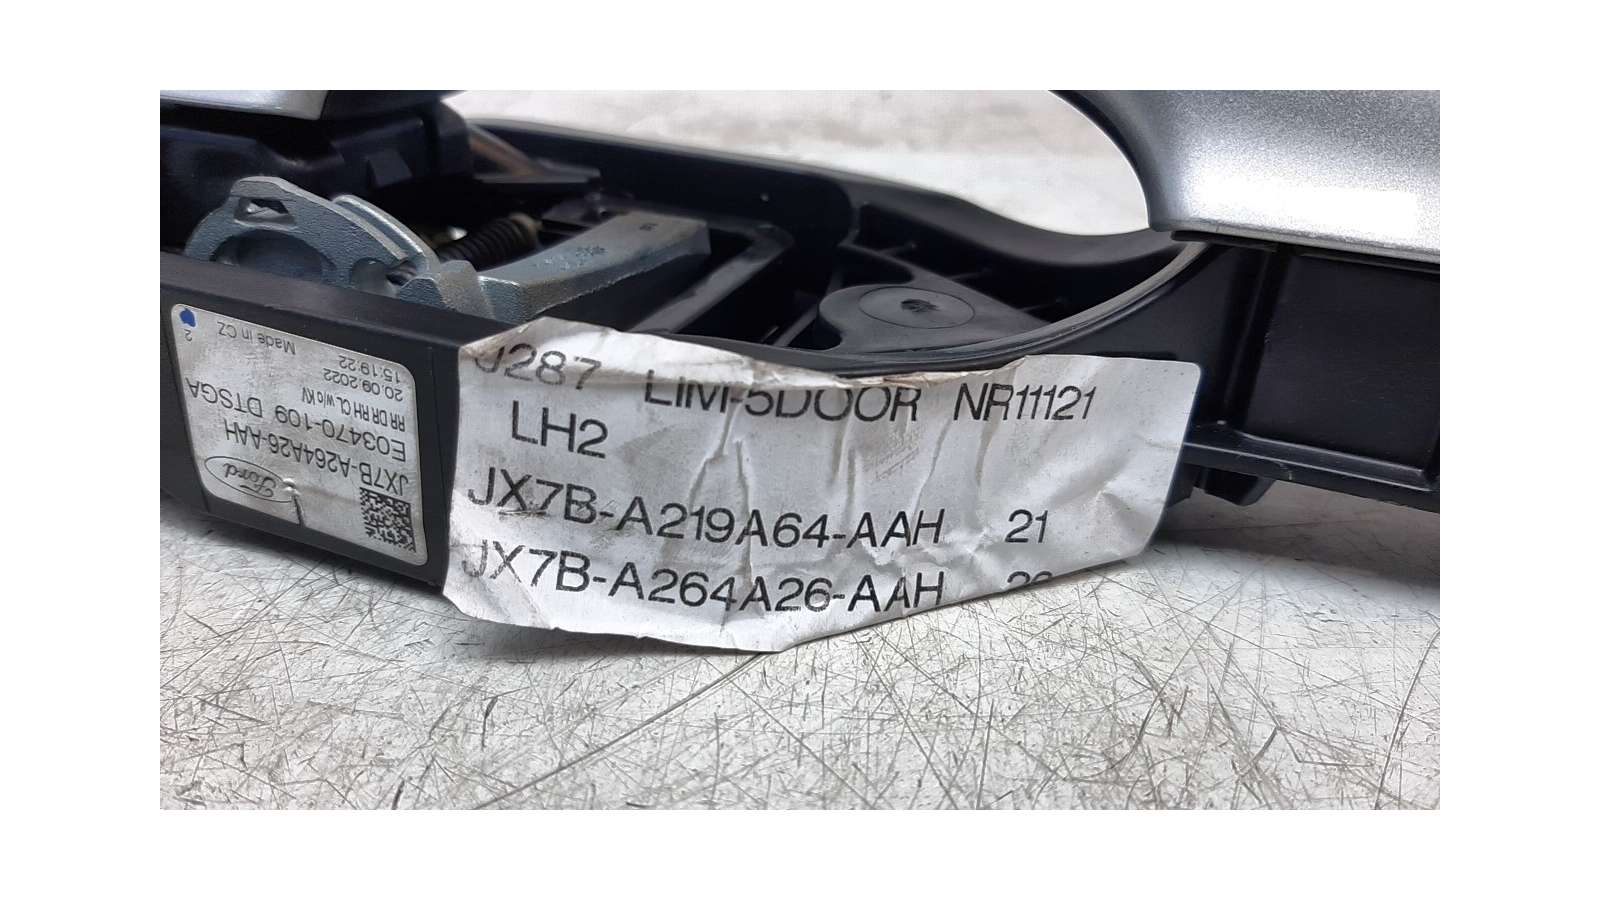 J287 LIM-5DOOR NR11121
LH2
JX7B-A219A64-AAH 21
JX7B-A264A26-AAH
Ford
JX7B-A264A26-AAH
E03470-109 DTSGA
RR DR RH CL w/o KV
20.09.2022
15:19:22
Made in CZ
2